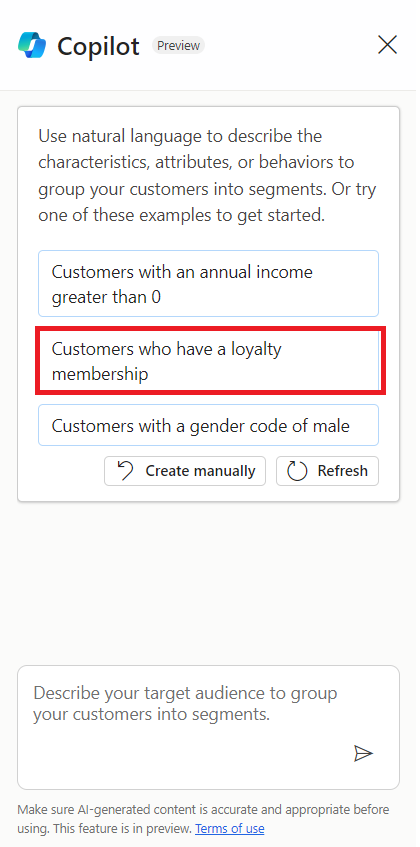 Copilot Preview
Use natural language to describe the
characteristics, attributes, or behaviors to
group your customers into segments. Or try
one of these examples to get started.
Customers with an annual income
greater than 0
Customers who have a loyalty
membership
Customers with a gender code of male
Create manually Refresh
Describe your target audience to group
your customers into segments.
Make sure AI-generated content is accurate and appropriate before
using. This feature is in preview. Terms of use